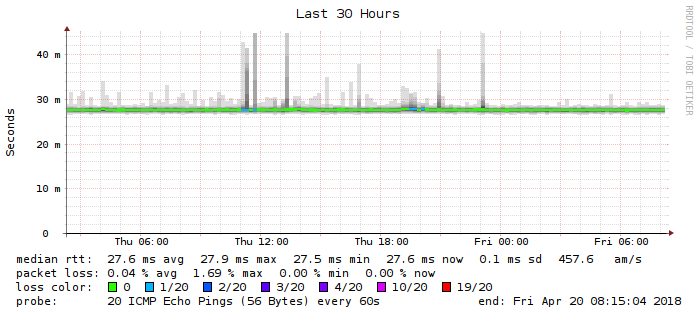 Last 30 Hours
RRDTOOL / TOBI OETIKER
Seconds
40 m
30 m
20 m
10 m
0
Thu 06:00 Thu 12:00 Thu 18:00 Fri 00:00 Fri 06:00
median rtt: 27.6 ms avg 27.9 ms max 27.5 ms min 27.6 ms now 0.1 ms sd 457.6 am/s
packet loss: 0.04 % avg 1.69 % max 0.00 % min 0.00 % now
loss color: 0 1/20 2/20 3/20 4/20 10/20 19/20
probe: 20 ICMP Echo Pings (56 Bytes) every 60s end: Fri Apr 20 08:15:04 2018